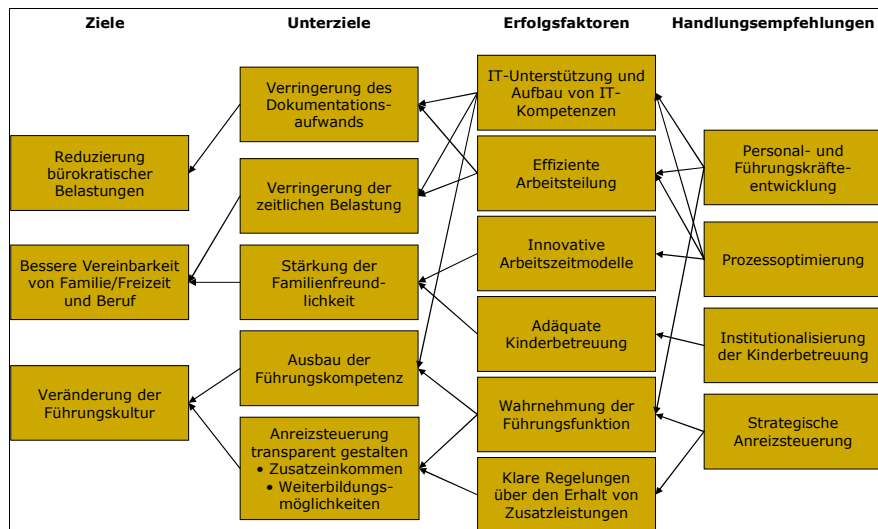 Ziele
Unterziele
Erfolgsfaktoren
Handlungsempfehlungen
Reduzierung
bürokratischer
Belastungen
Bessere Vereinbarkeit
von Familie/Freizeit
und Beruf
Veränderung der
Führungskultur
Verringerung des
Dokumentations-
aufwands
Verringerung der
zeitlichen Belastung
Stärkung der
Familienfreund-
lichkeit
Ausbau der
Führungskompetenz
Anreizsteuerung
transparent gestalten
• Zusatzeinkommen
• Weiterbildungs-
möglichkeiten
IT-Unterstützung und
Aufbau von IT-
Kompetenzen
Effiziente
Arbeitsteilung
Innovative
Arbeitszeitmodelle
Adäquate
Kinderbetreuung
Wahrnehmung der
Führungsfunktion
Klare Regelungen
über den Erhalt von
Zusatzleistungen
Personal- und
Führungskräfte-
entwicklung
Prozessoptimierung
Institutionalisierung
der Kinderbetreuung
Strategische
Anreizsteuerung